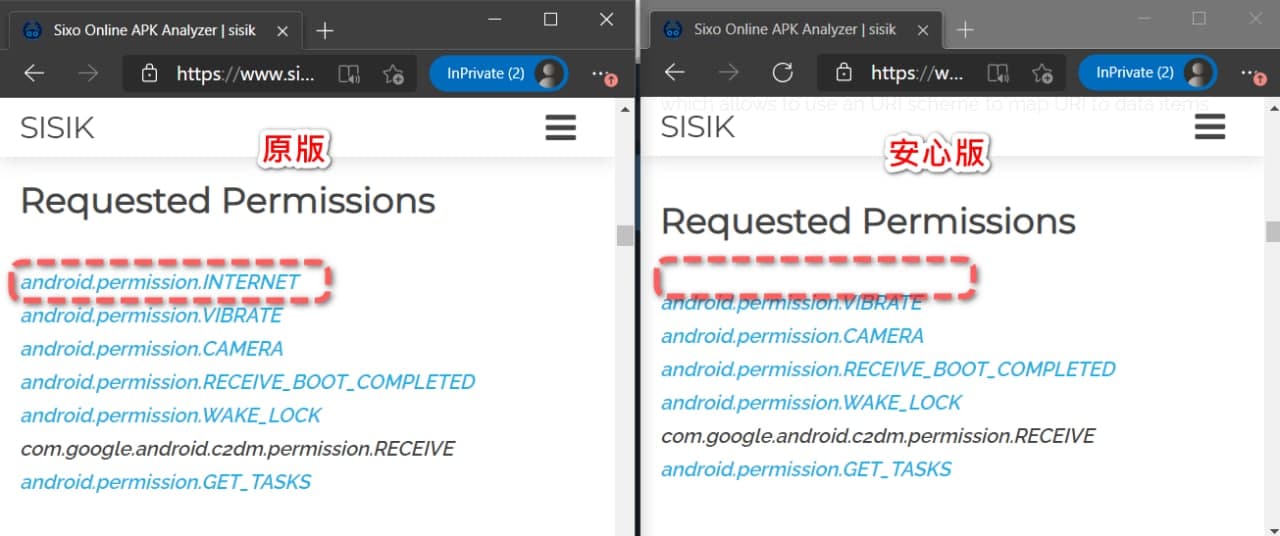 Sixo Online APK Analyzer | sisik
https://www.si...
InPrivate (2)
SISIK
原版
Requested Permissions
android.permission.INTERNET
android.permission.VIBRATE
android.permission.CAMERA
android.permission.RECEIVE_BOOT_COMPLETED
android.permission.WAKE_LOCK
com.google.android.c2dm.permission.RECEIVE
android.permission.GET_TASKS
Sixo Online APK Analyzer | sisik
https://w...
InPrivate (2)
which allows to use an URI scheme to map URI to data items
SISIK
安心版
Requested Permissions
android.permission.VIBRATE
android.permission.CAMERA
android.permission.RECEIVE_BOOT_COMPLETED
android.permission.WAKE_LOCK
com.google.android.c2dm.permission.RECEIVE
android.permission.GET_TASKS